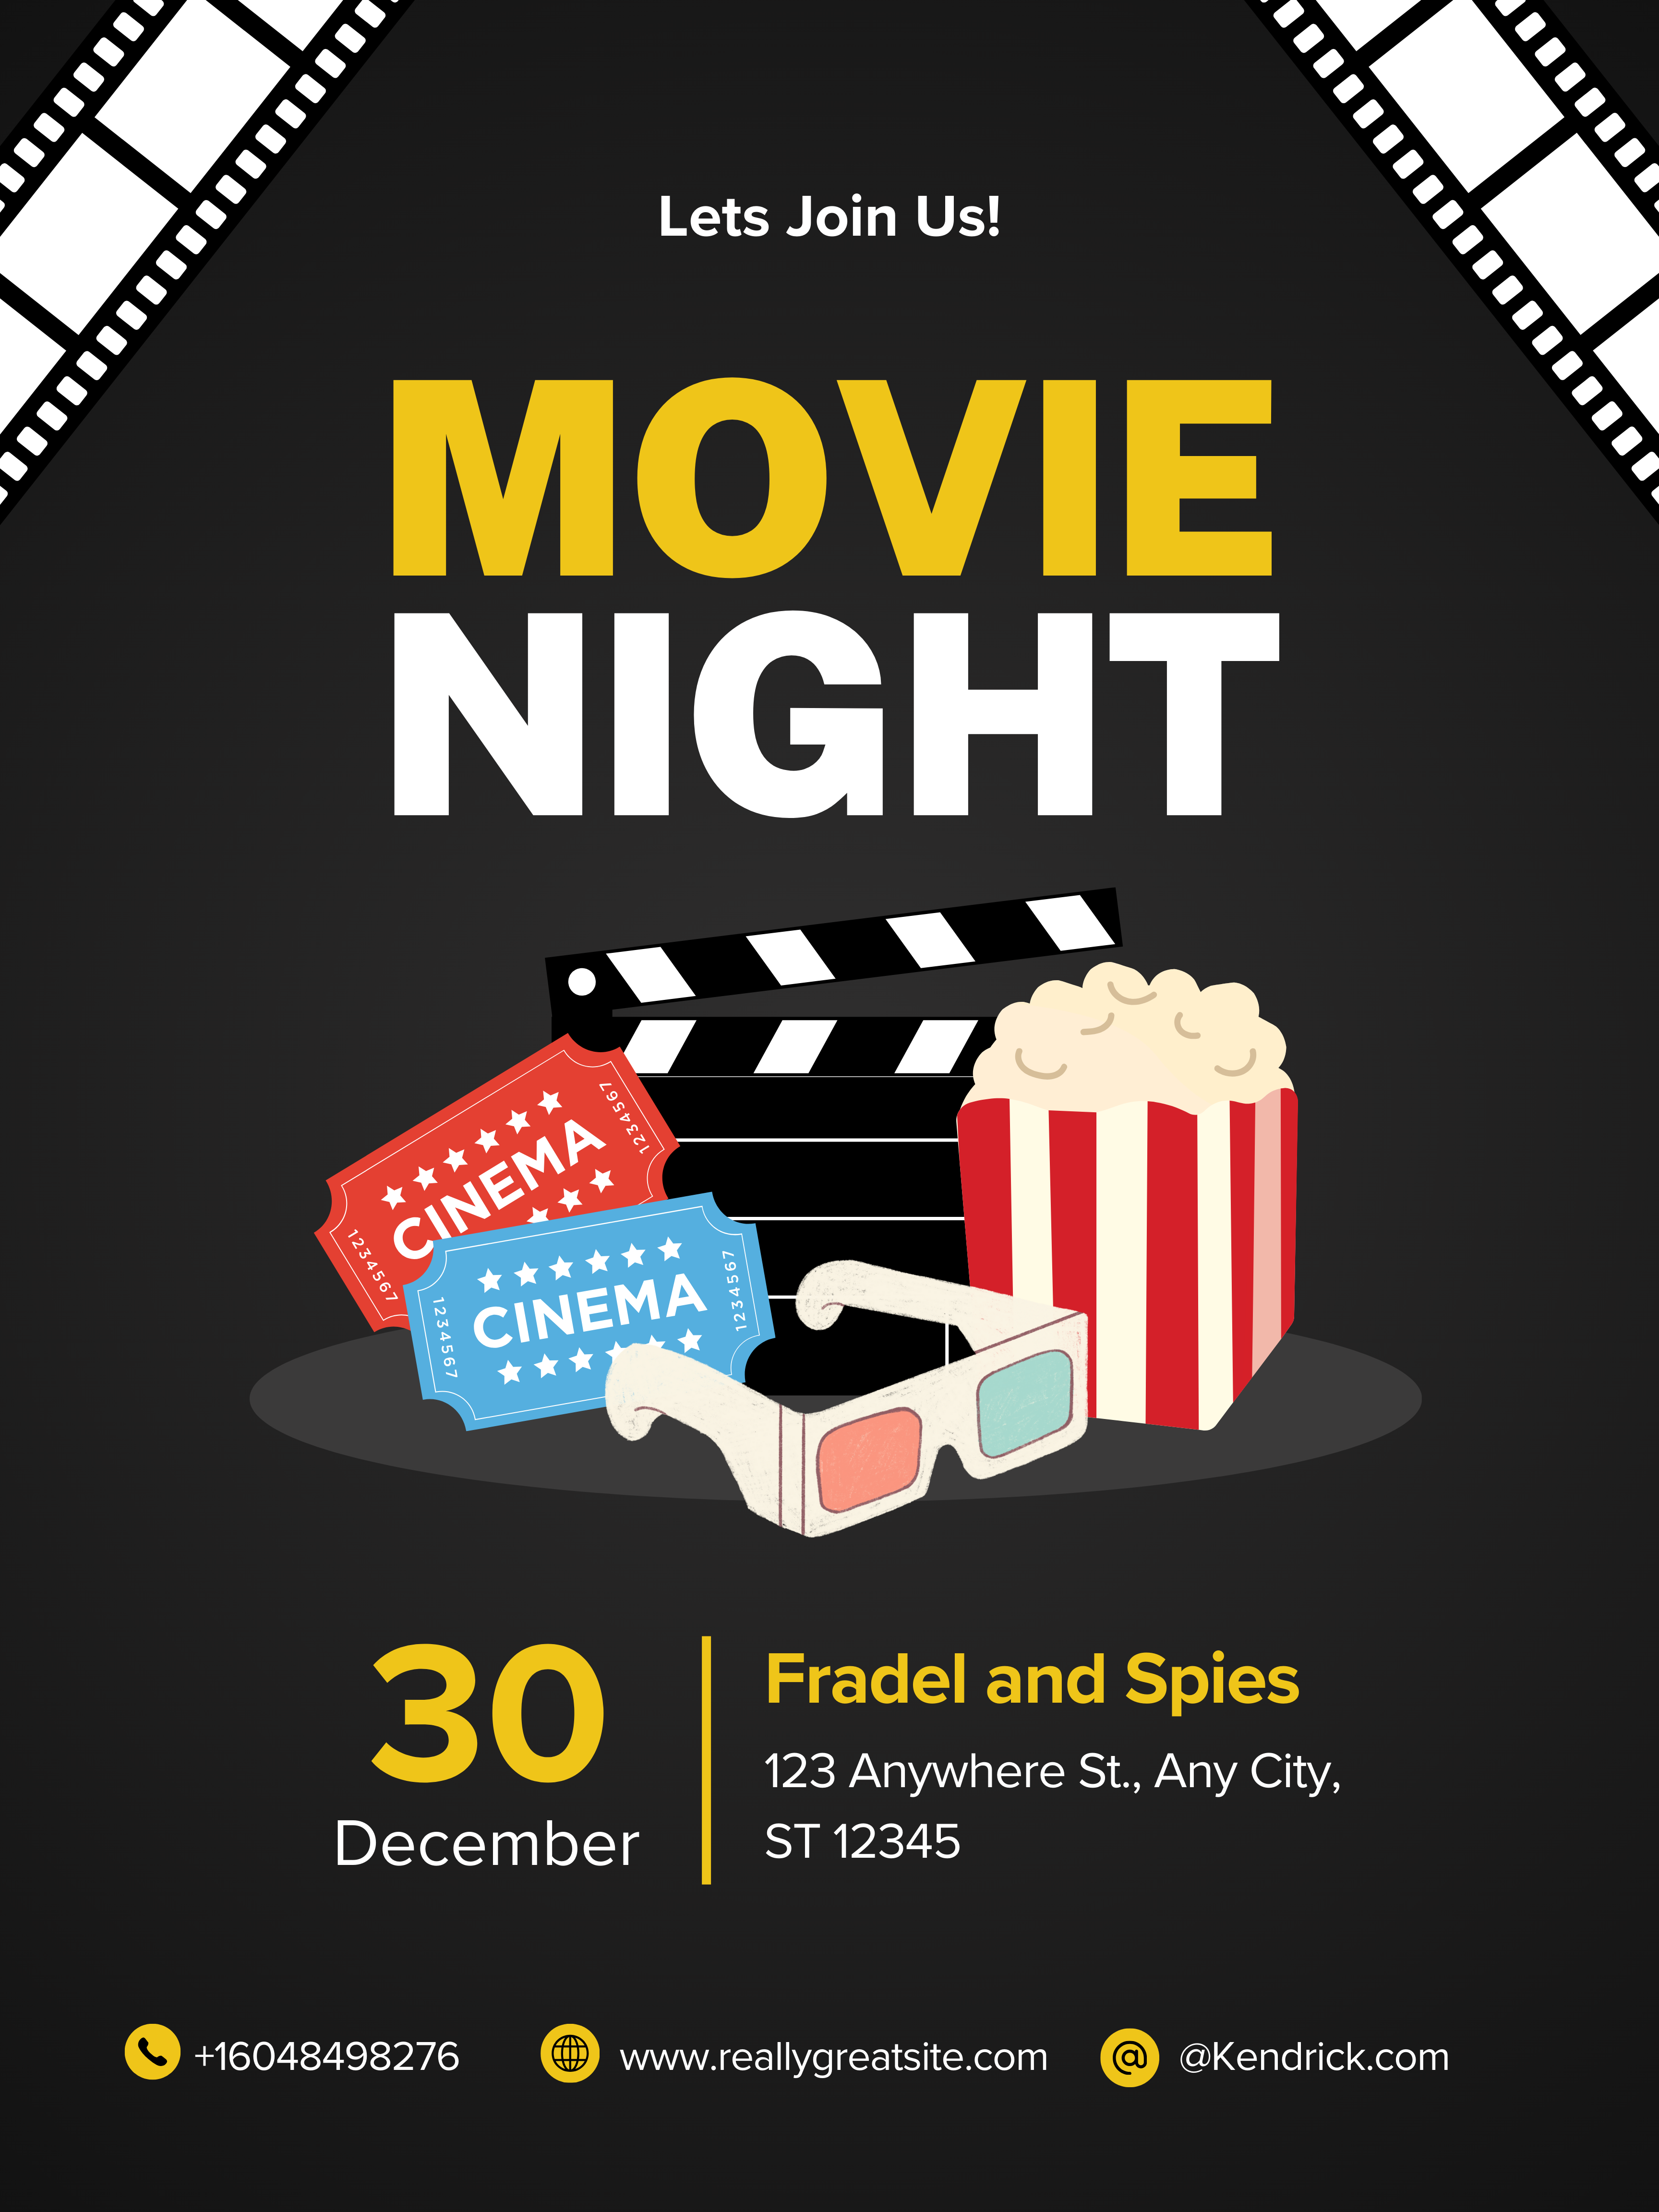 Lets Join Us!
MOVIE
NIGHT
1234567
CINEMA
1234567
1234567
CINEMA
1234567
30
December
Fradel and Spies
123 Anywhere St., Any City,
ST 12345
+16048498276
www.reallygreatsite.com
@
@Kendrick.com